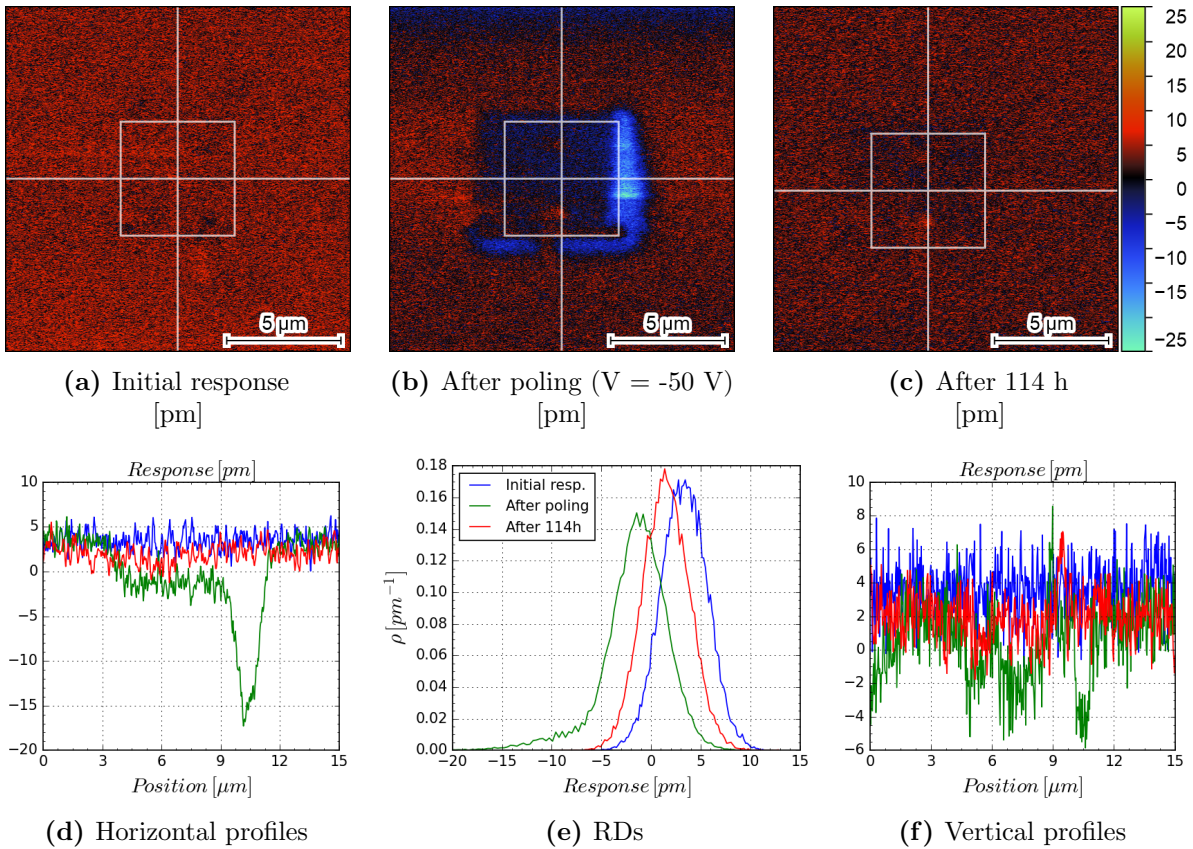 5 µm
5 µm
5 µm
25
20
15
10
5
0
−5
−10
−15
−20
−25
(a) Initial response
[pm]
(b) After poling (V = -50 V)
[pm]
(c) After 114 h
[pm]
Response [pm]
10
5
0
−5
−10
−15
−20
0 3 6 9 12 15
Position [µm]
(d) Horizontal profiles
0.18
0.16
0.14
0.12
0.10
0.08
0.06
0.04
0.02
0.00
ρ [pm⁻¹]
Initial resp.
After poling
After 114h
−20 −15 −10 −5 0 5 10 15
Response [pm]
(e) RDs
Response [pm]
10
8
6
4
2
0
−2
−4
−6
0 3 6 9 12 15
Position [µm]
(f) Vertical profiles